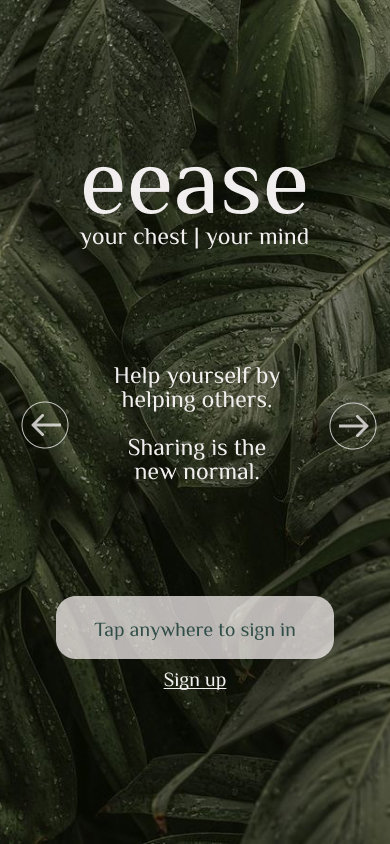 eease
your chest | your mind
Help yourself by
helping others.
Sharing is the
new normal.
Tap anywhere to sign in
Sign up